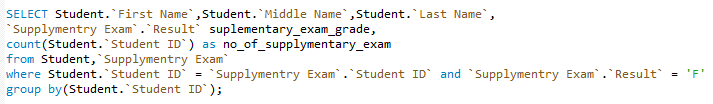 SELECT Student.`First Name`,Student.`Middle Name`,Student.`Last Name`,
`Supplymentry Exam`.`Result` suplementary_exam_grade,
count(Student.`Student ID`) as no_of_supplymentary_exam
from Student,`Supplymentry Exam`
where Student.`Student ID` = `Supplymentry Exam`.`Student ID` and `Supplymentry Exam`.`Result` = 'F'
group by(Student.`Student ID`);